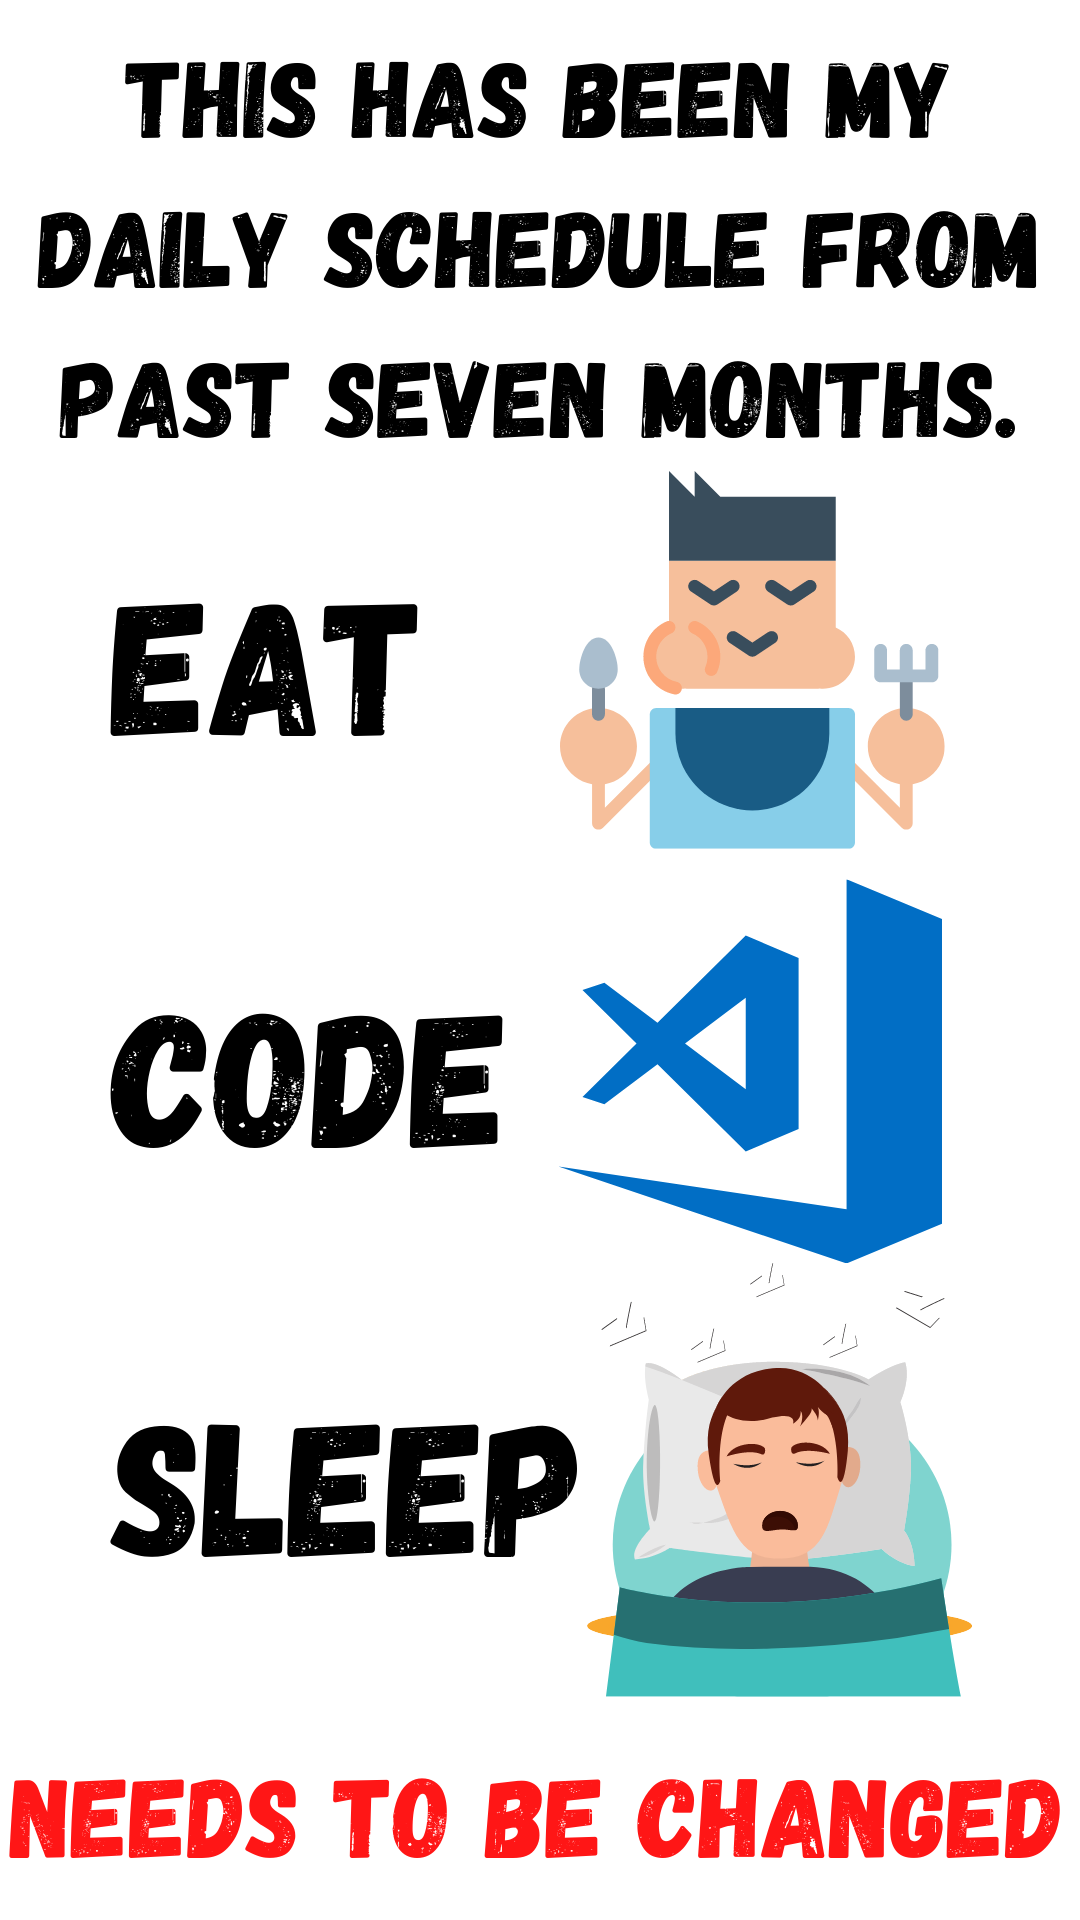 THIS HAS BEEN MY
DAILY SCHEDULE FROM
PAST SEVEN MONTHS.
EAT
CODE
SLEEP
NEEDS TO BE CHANGED